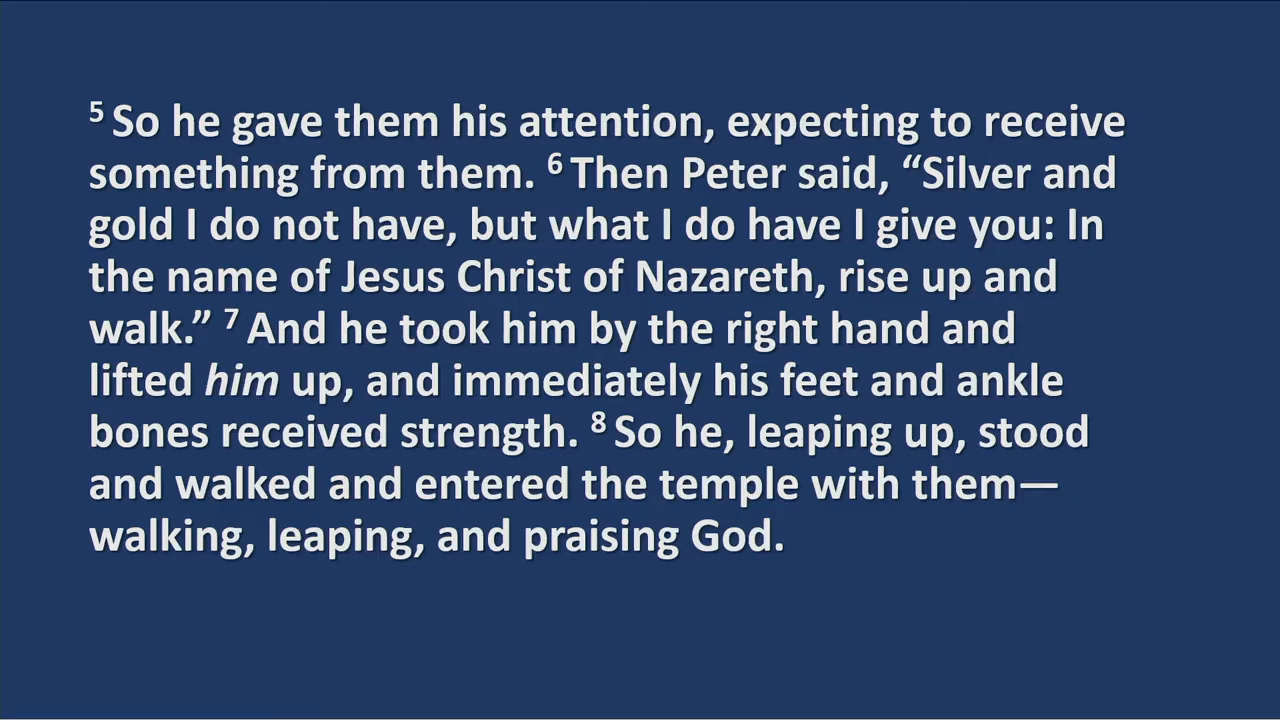 5 So he gave them his attention, expecting to receive
something from them. 6 Then Peter said, “Silver and
gold I do not have, but what I do have I give you: In
the name of Jesus Christ of Nazareth, rise up and
walk.” 7 And he took him by the right hand and
lifted him up, and immediately his feet and ankle
bones received strength. 8 So he, leaping up, stood
and walked and entered the temple with them—
walking, leaping, and praising God.